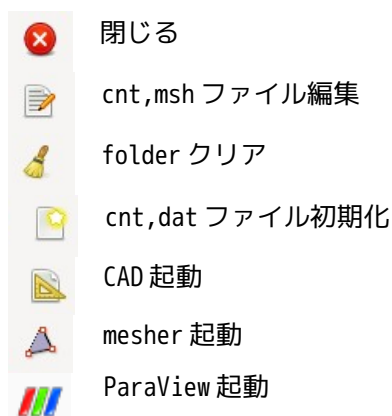 閉じる
cnt,msh ファイル編集
folder クリア
cnt,dat ファイル初期化
CAD 起動
mesher 起動
ParaView 起動